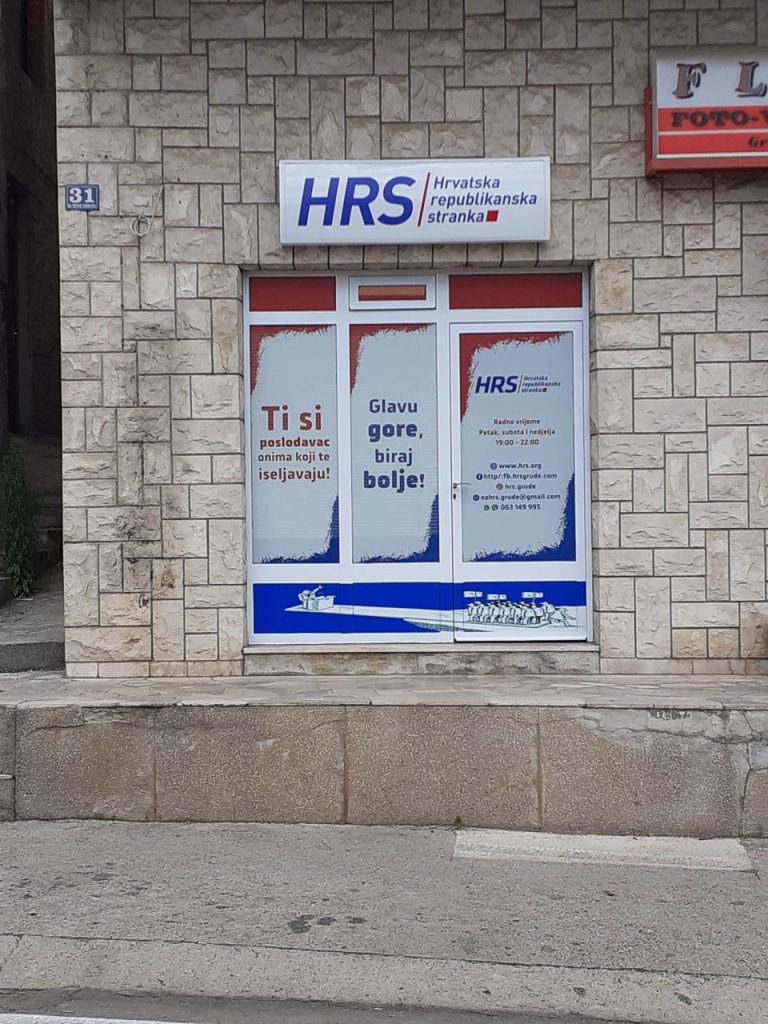 31
HRS
Hrvatska
republikanska
stranka
F L
FOTO-
Gr
Ti si
poslodavac
onima koji te
iseljavaju!
Glavu
gore,
biraj
bolje!
HRS
Hrvatska
republikanska
stranka
Radno vrijeme
Petak, subota i nedjelja
19:00 - 22:00
www.hrs.org
http/:fb.hrsgrude.com
hrs.grude
oohrs.grude@gmail.com
063 149 995